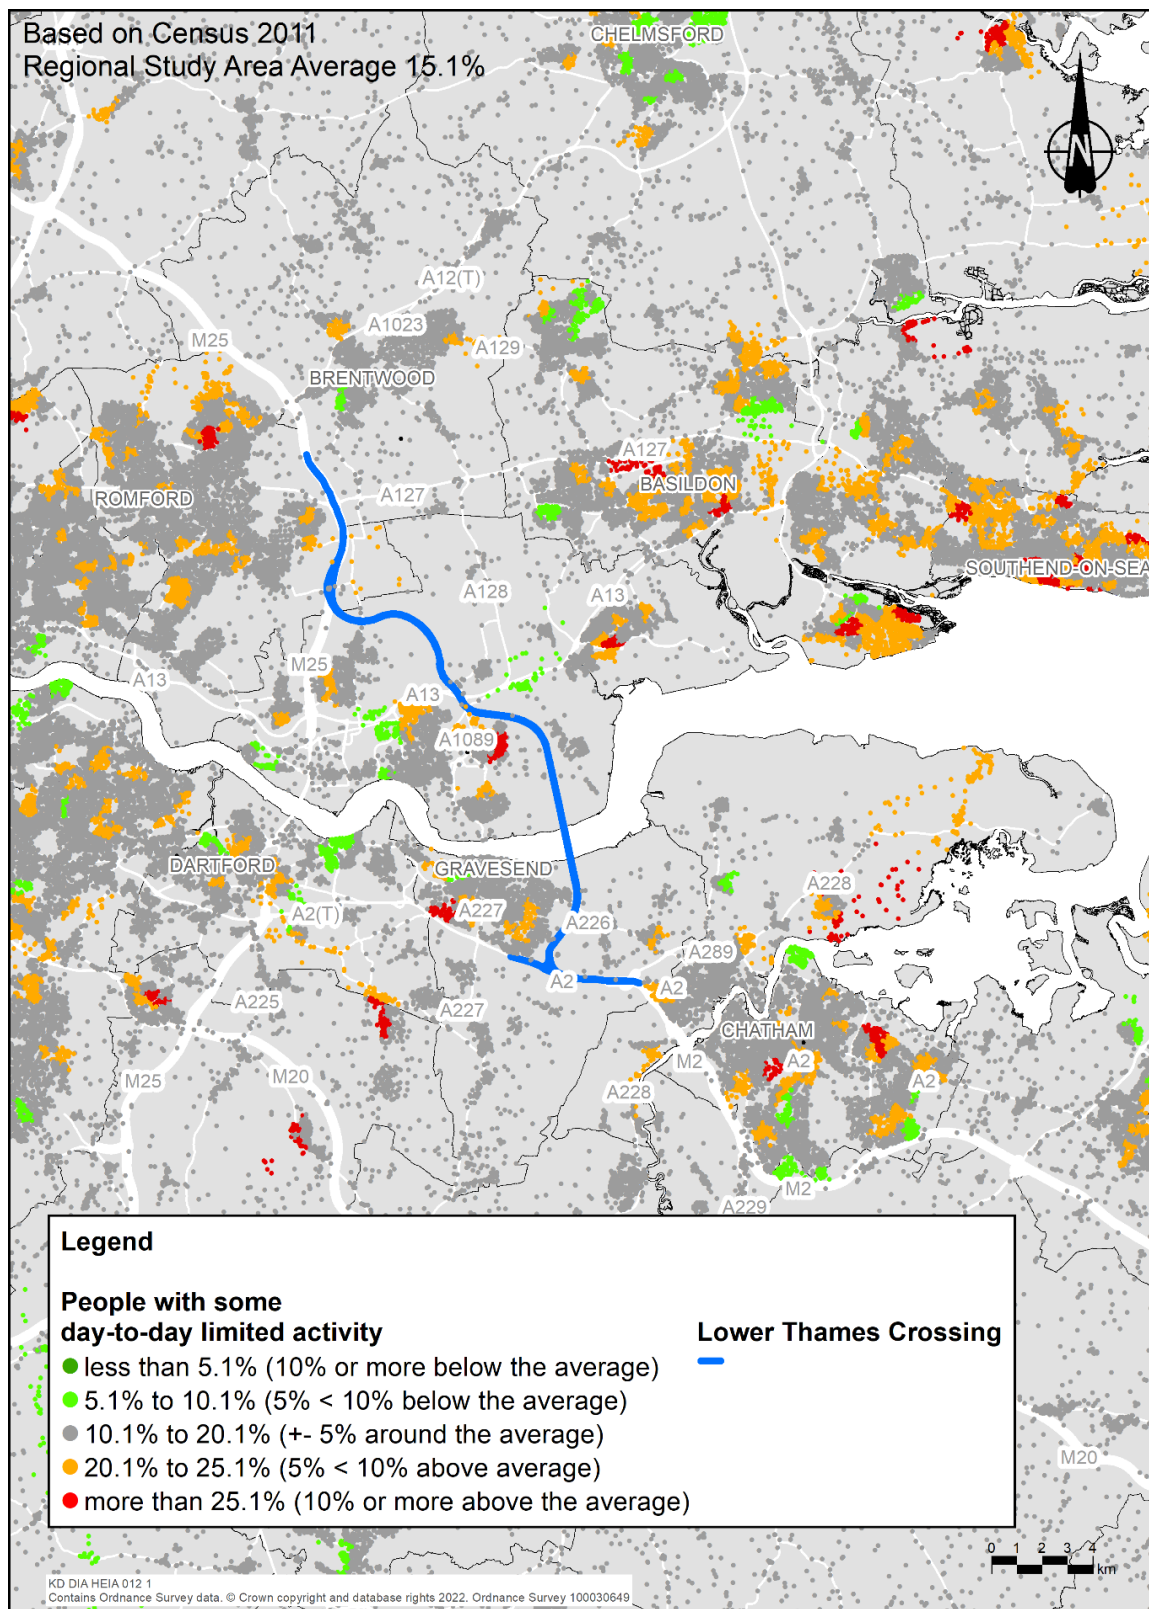 Based on Census 2011
Regional Study Area Average 15.1%
CHELMSFORD
N
A12(T)
A1023
M25
A129
BRENTWOOD
A127
BASILDON
ROMFORD
A127
SOUTHEND-ON-SEA
A128
A13
M25
A13
A13
A1089
DARTFORD
GRAVESEND
A228
A227
A2(T)
A226
A289
A2
A2
A225
A227
CHATHAM
M2
A2
A2
M25
M20
A228
M2
A229
Legend
People with some
day-to-day limited activity
Lower Thames Crossing
less than 5.1% (10% or more below the average)
5.1% to 10.1% (5% < 10% below the average)
10.1% to 20.1% (+- 5% around the average)
20.1% to 25.1% (5% < 10% above average)
more than 25.1% (10% or more above the average)
M20
0 1 2 3 4
km
KD DIA HEIA 012 1
Contains Ordnance Survey data. © Crown copyright and database rights 2022. Ordnance Survey 100030649